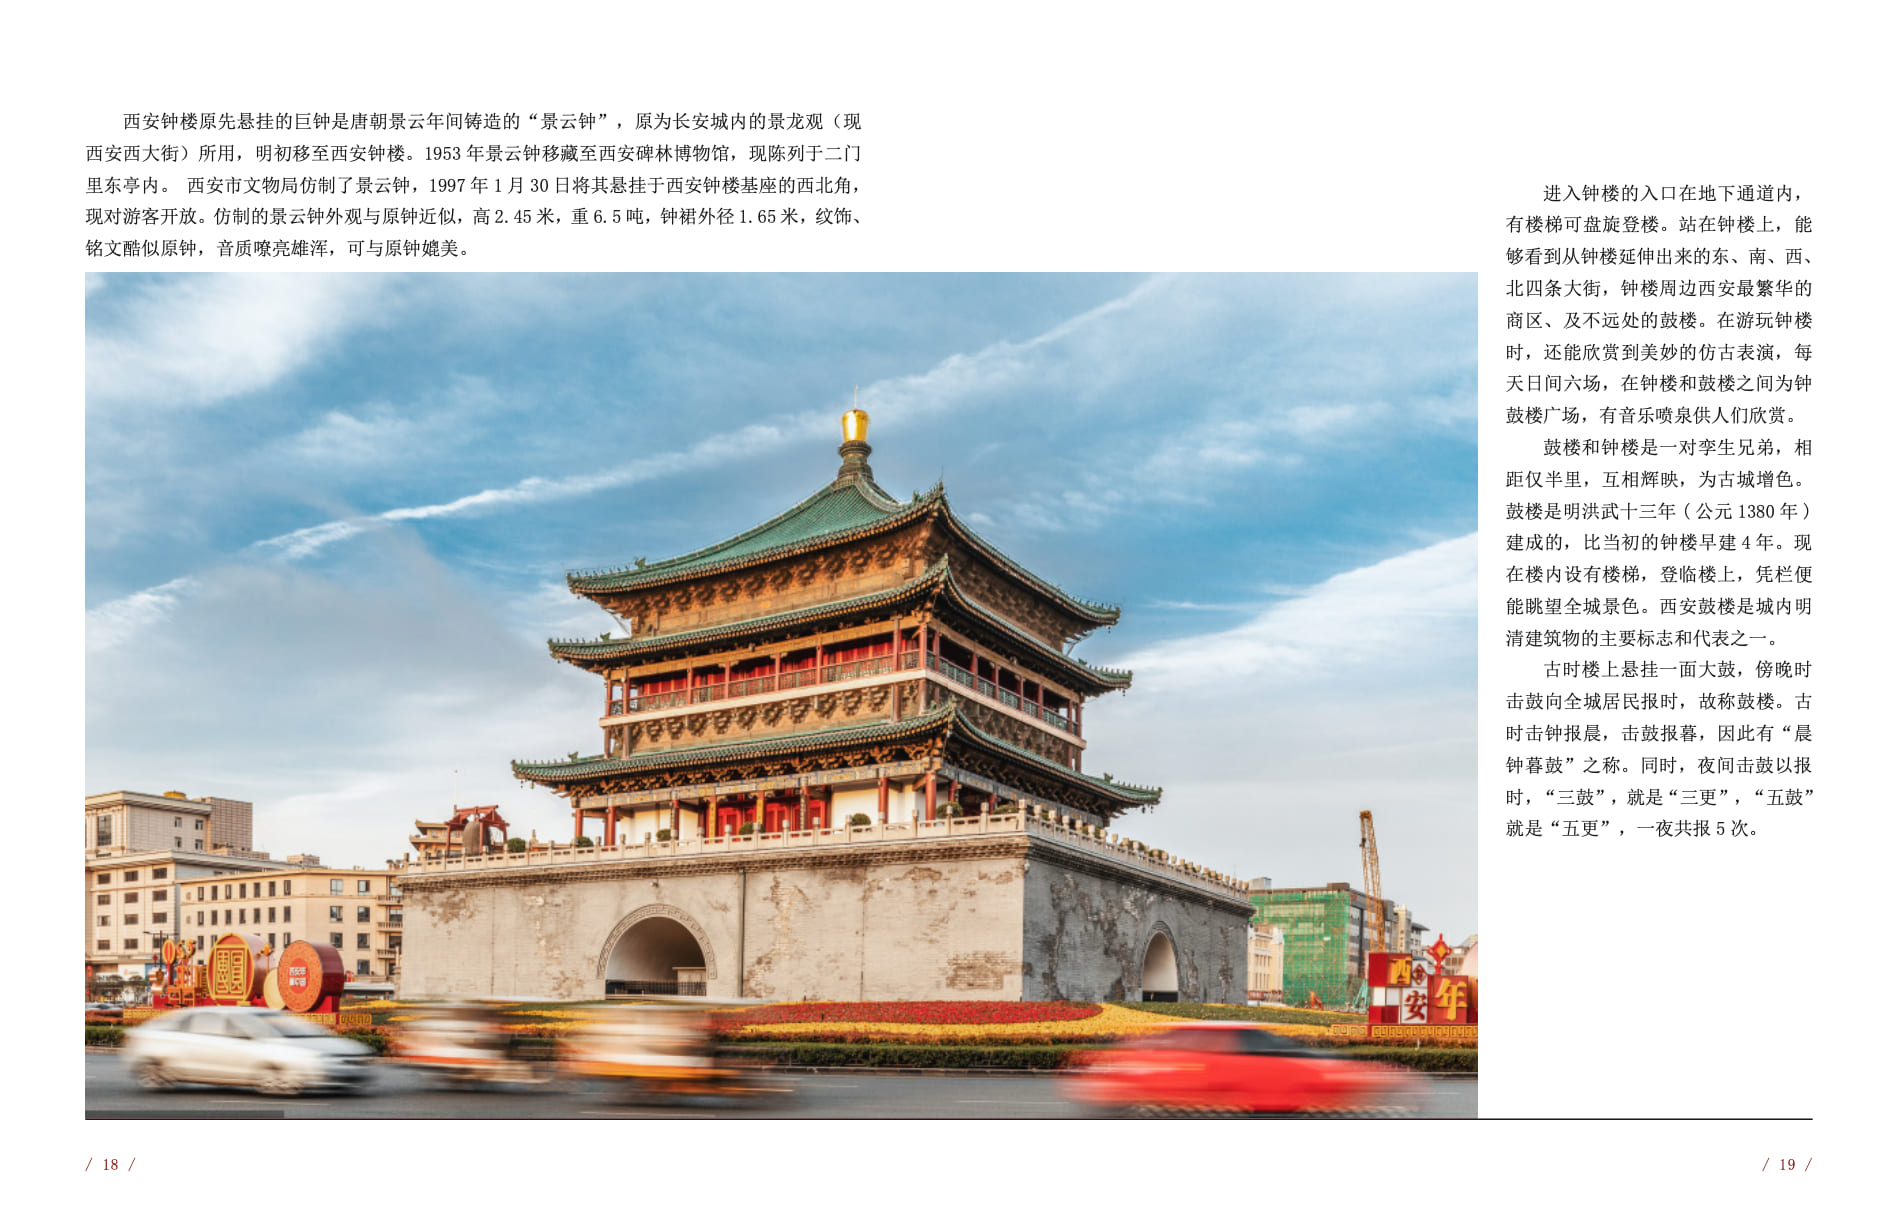 西安钟楼原先悬挂的巨钟是唐朝景云年间铸造的“景云钟”，原为长安城内的景龙观（现
西安西大街）所用，明初移至西安钟楼。1953 年景云钟移藏至西安碑林博物馆，现陈列于二门
里东亭内。 西安市文物局仿制了景云钟，1997 年 1 月 30 日将其悬挂于西安钟楼基座的西北角，
现对游客开放。仿制的景云钟外观与原钟近似，高 2.45 米，重 6.5 吨，钟裙外径 1.65 米，纹饰、
铭文酷似原钟，音质嘹亮雄浑，可与原钟媲美。
进入钟楼的入口在地下通道内，
有楼梯可盘旋登楼。站在钟楼上，能
够看到从钟楼延伸出来的东、南、西、
北四条大街，钟楼周边西安最繁华的
商区、及不远处的鼓楼。在游玩钟楼
时，还能欣赏到美妙的仿古表演，每
天日间六场，在钟楼和鼓楼之间为钟
鼓楼广场，有音乐喷泉供人们欣赏。
鼓楼和钟楼是一对孪生兄弟，相
距仅半里，互相辉映，为古城增色。
鼓楼是明洪武十三年 ( 公元 1380 年 )
建成的，比当初的钟楼早建 4 年。现
在楼内设有楼梯，登临楼上，凭栏便
能眺望全城景色。西安鼓楼是城内明
清建筑物的主要标志和代表之一。
古时楼上悬挂一面大鼓，傍晚时
击鼓向全城居民报时，故称鼓楼。古
时击钟报晨，击鼓报暮，因此有“晨
钟暮鼓”之称。同时，夜间击鼓以报
时，“三鼓”，就是“三更”，“五鼓”
就是“五更”，一夜共报 5 次。
西
安
年
/ 18 /
/ 19 /